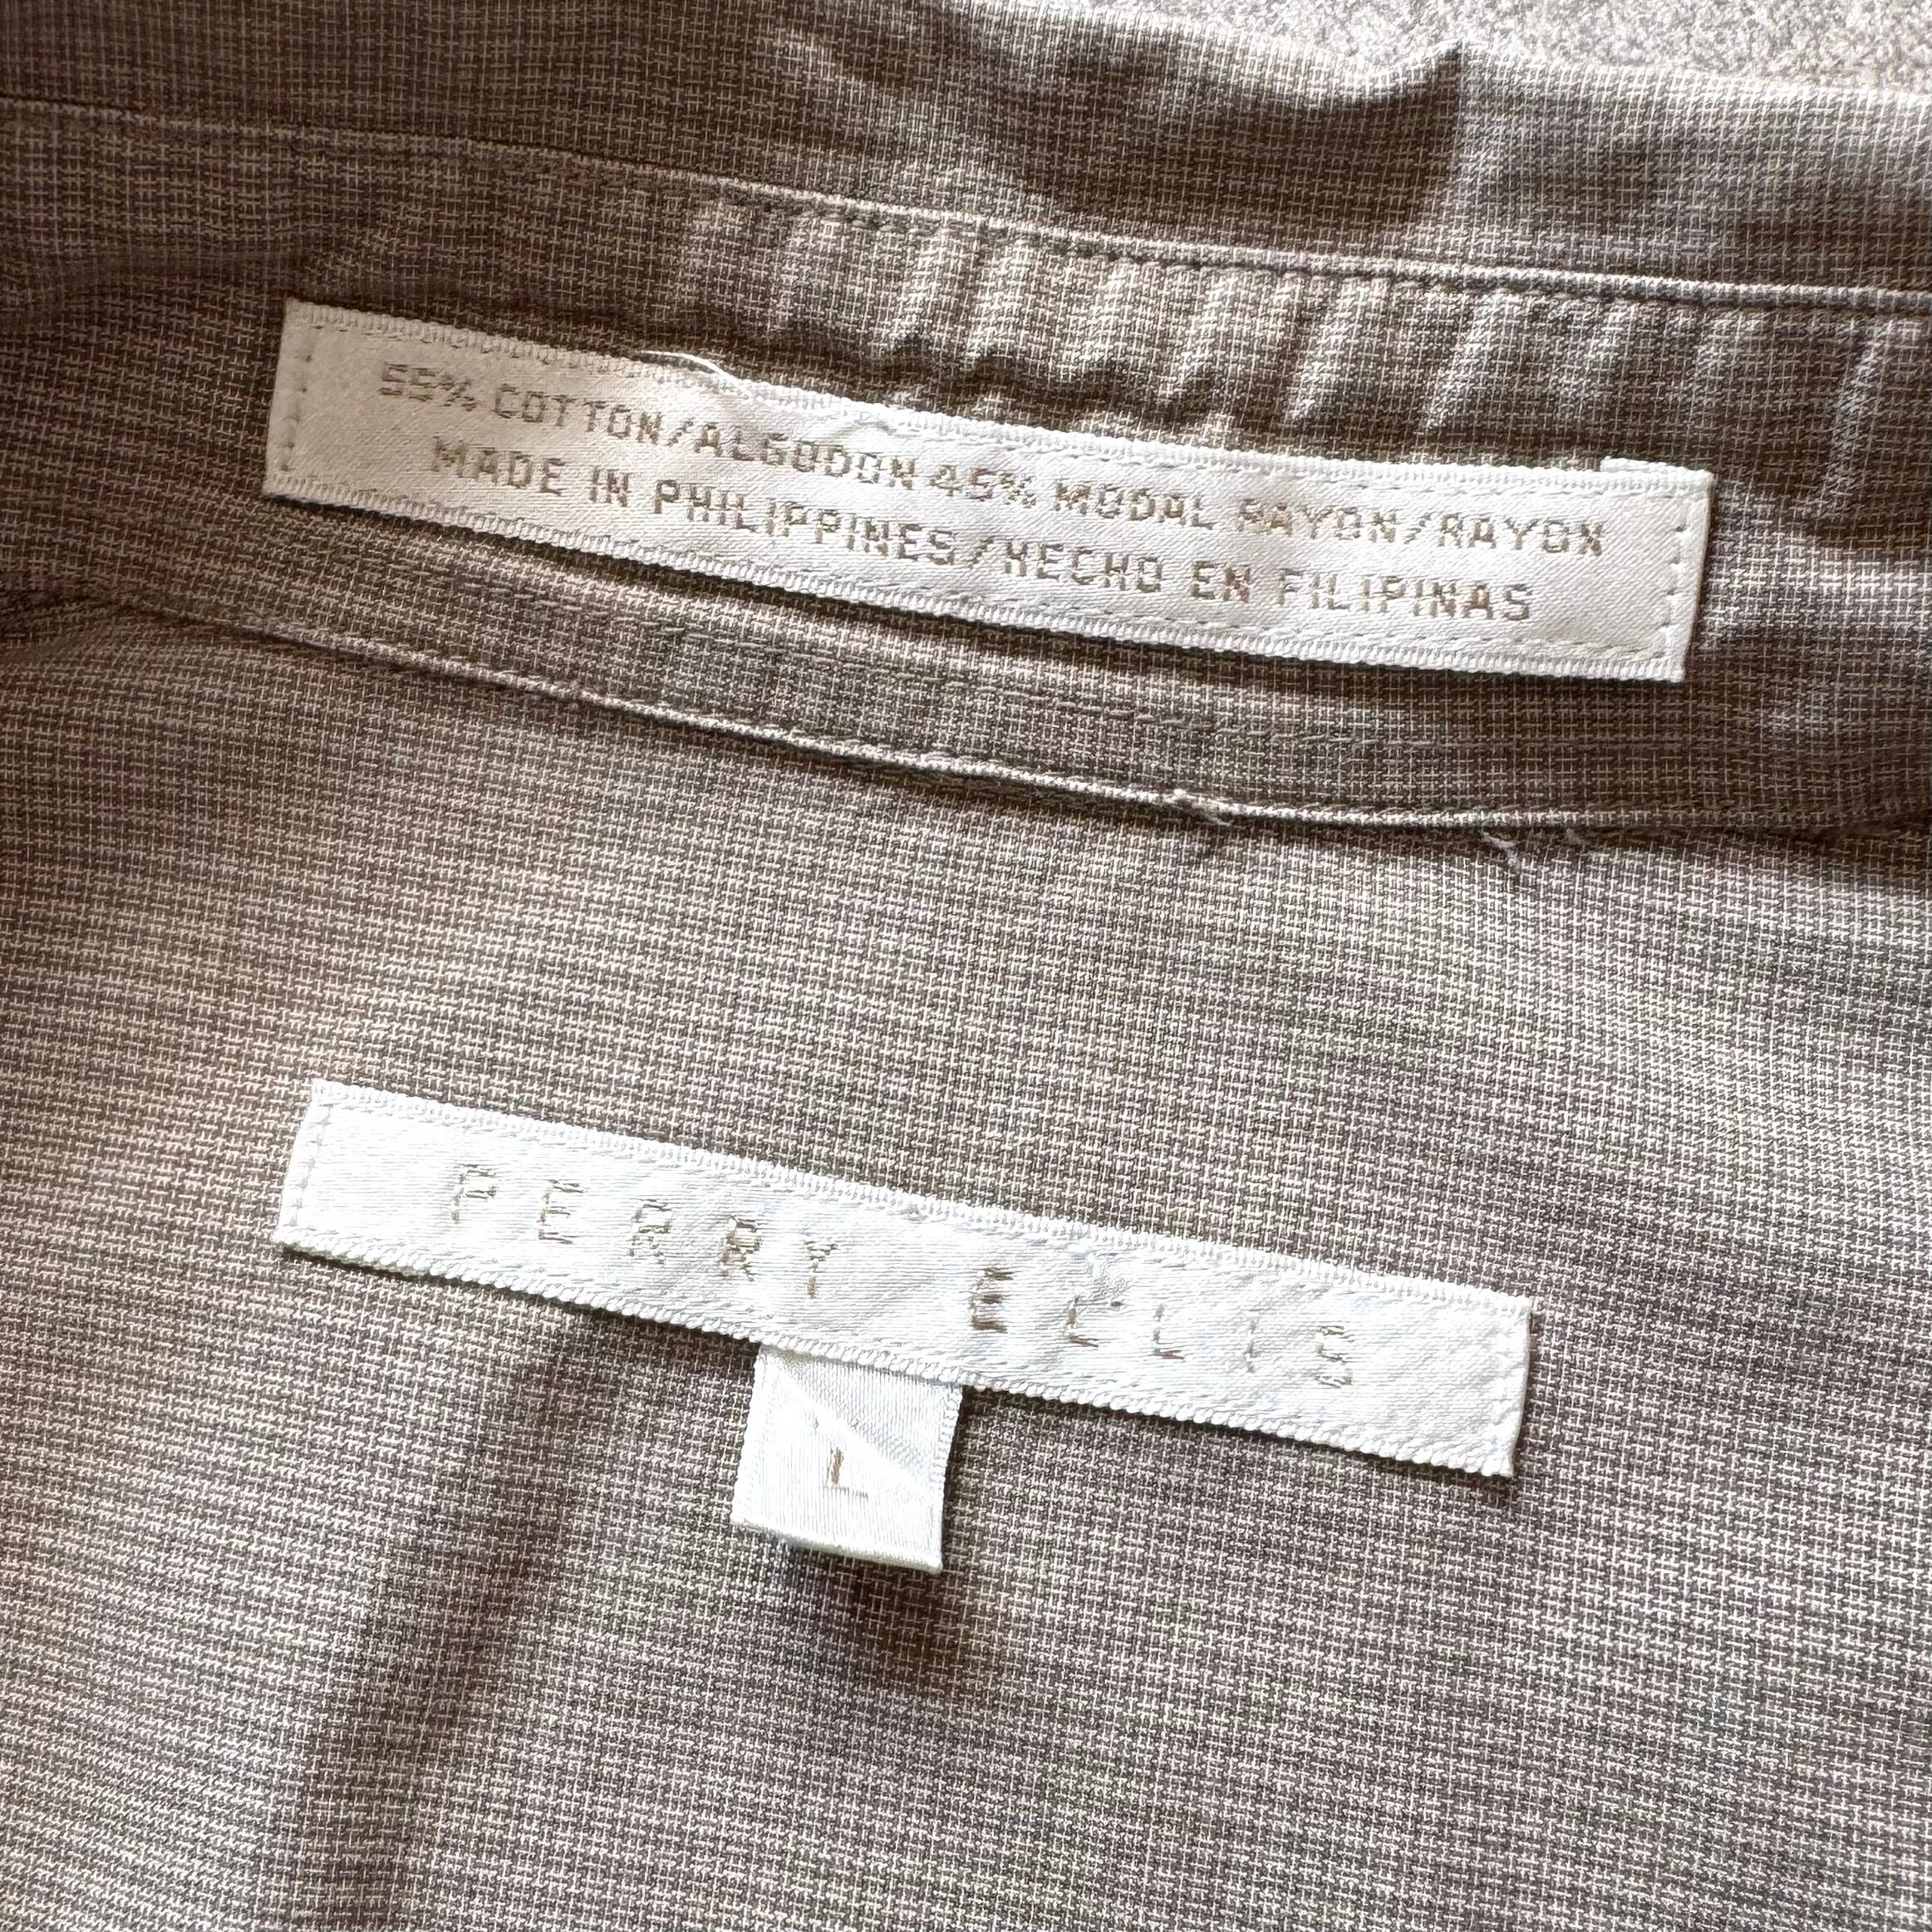 55% COTTON/ALGODON 45% MODAL RAYON/RAYON
MADE IN PHILIPPINES/HECHO EN FILIPINAS
PERRY ELLIS
L